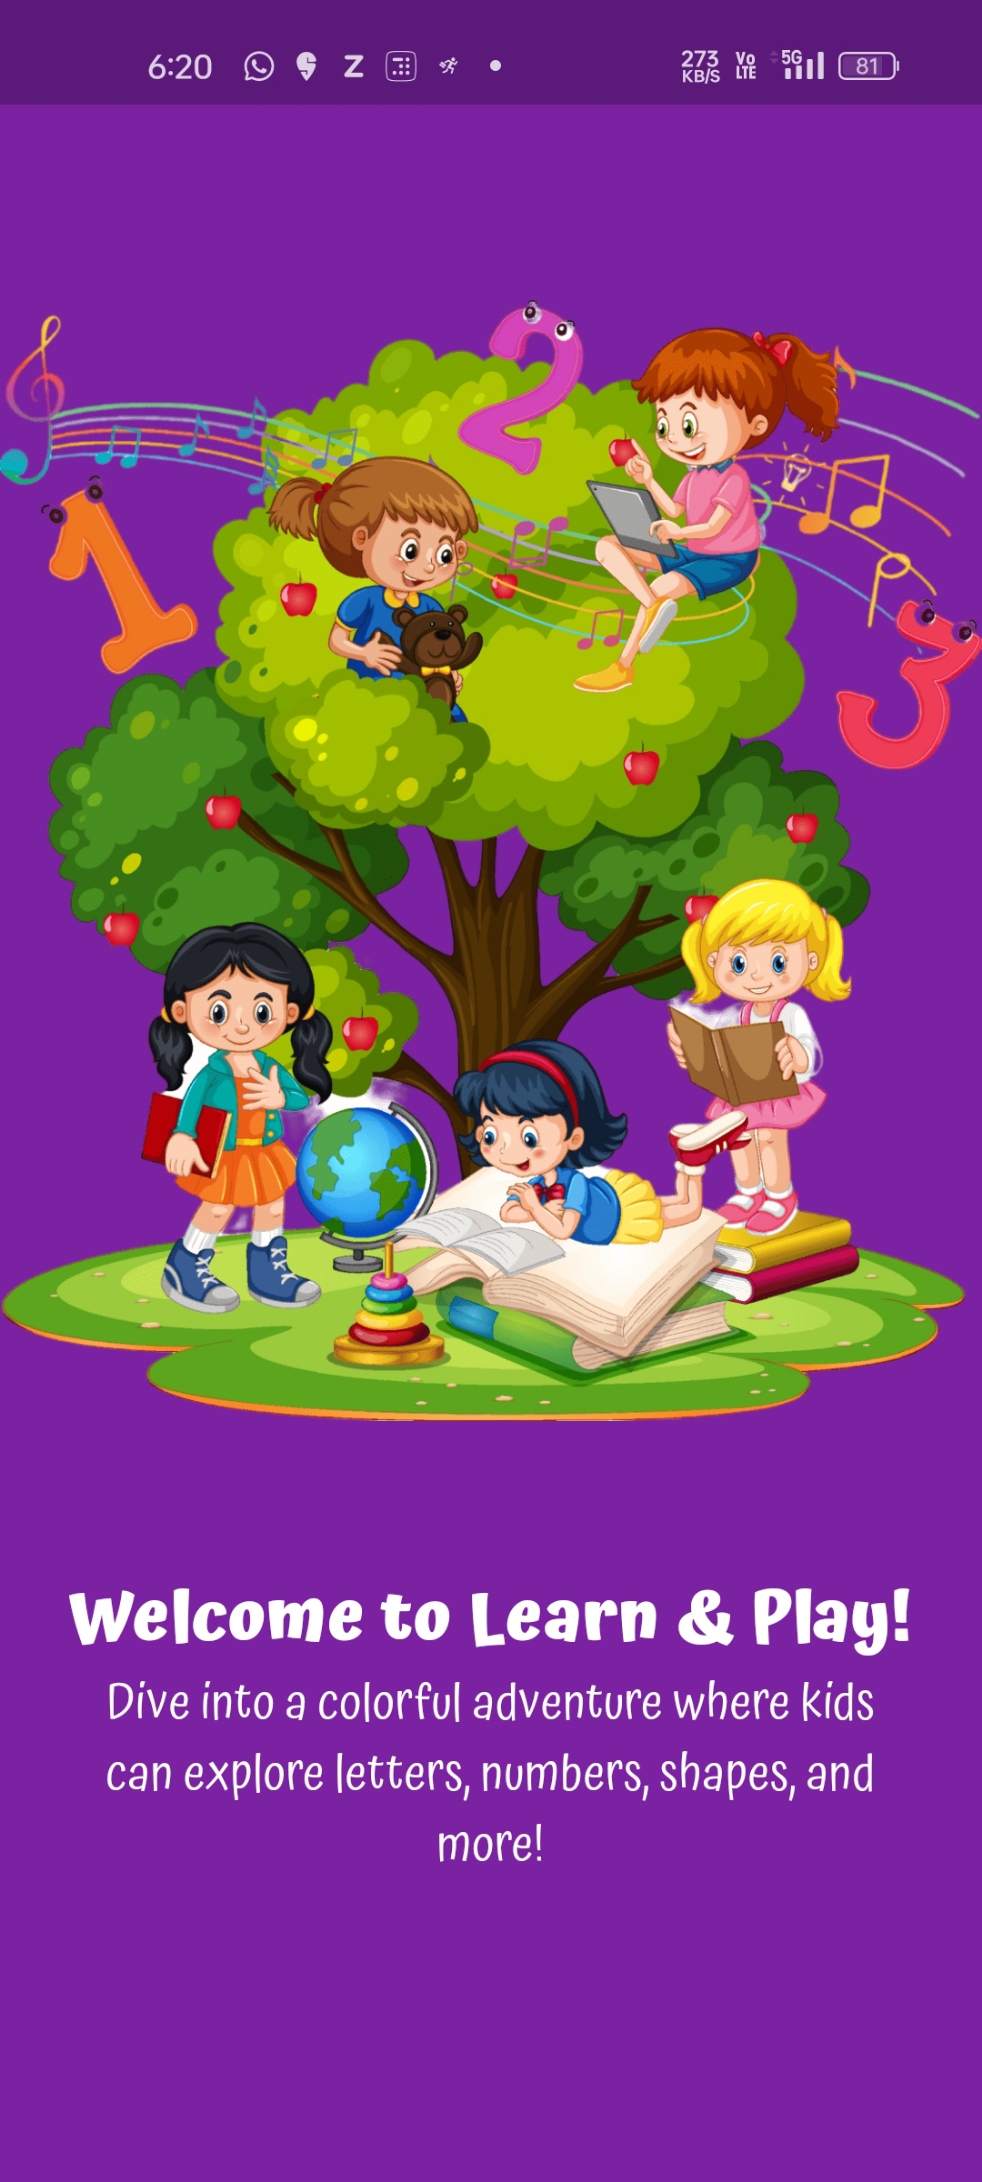 6:20 Z 273 KB/S Vo LTE 5G 81
2
1
3
Welcome to Learn & Play!
Dive into a colorful adventure where kids
can explore letters, numbers, shapes, and
more!